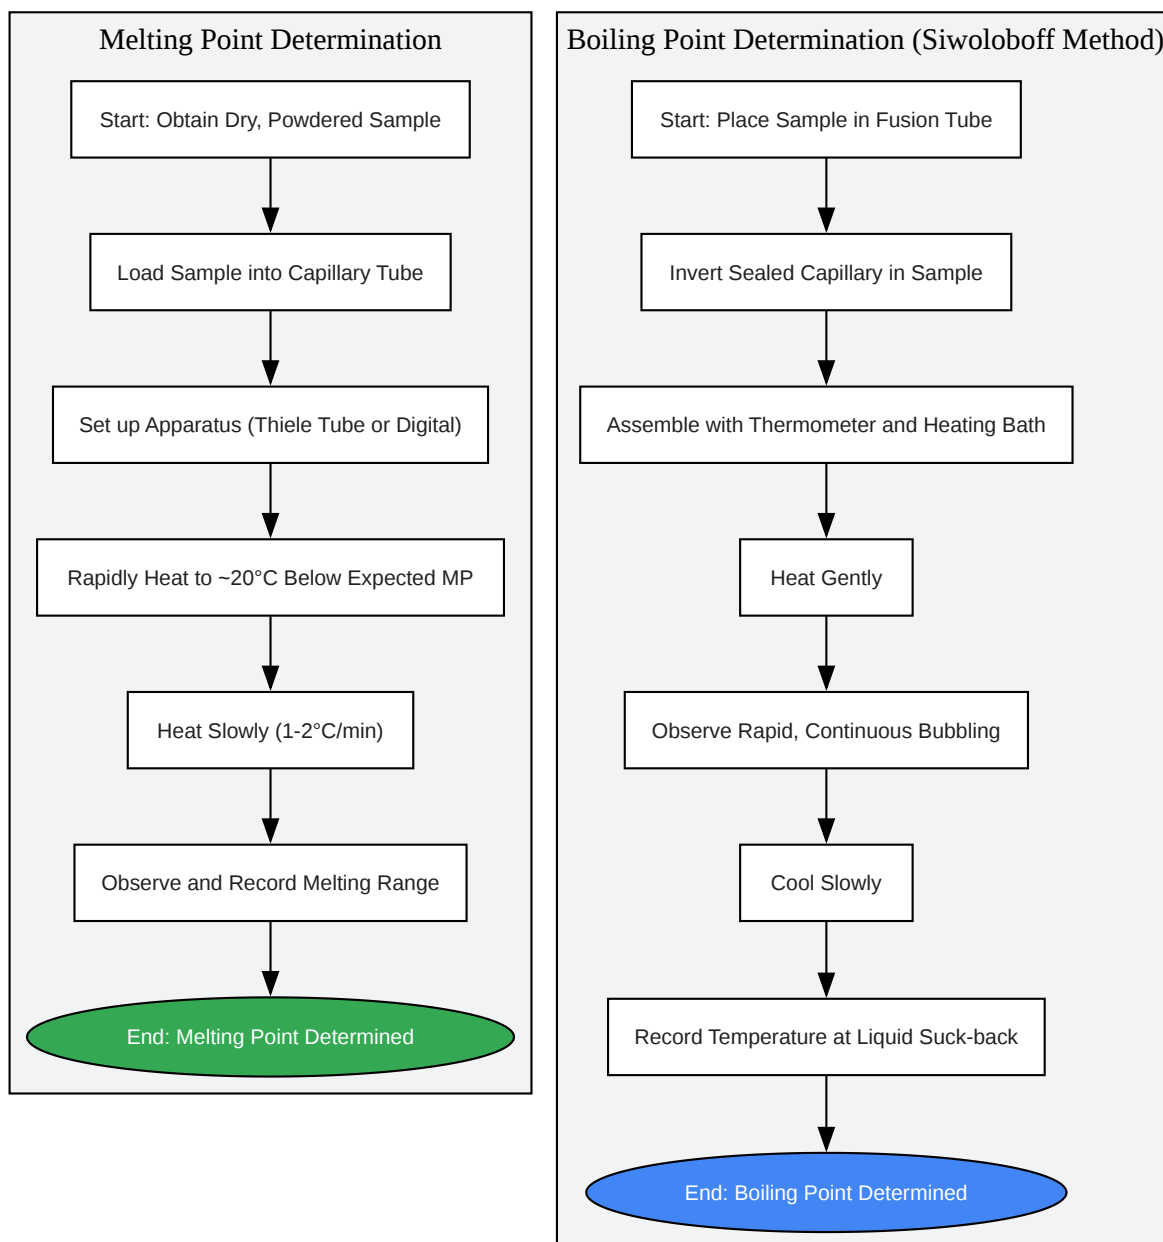 Melting Point Determination
Start: Obtain Dry, Powdered Sample
Load Sample into Capillary Tube
Set up Apparatus (Thiele Tube or Digital)
Rapidly Heat to ~20°C Below Expected MP
Heat Slowly (1-2°C/min)
Observe and Record Melting Range
End: Melting Point Determined
Boiling Point Determination (Siwoloboff Method)
Start: Place Sample in Fusion Tube
Invert Sealed Capillary in Sample
Assemble with Thermometer and Heating Bath
Heat Gently
Observe Rapid, Continuous Bubbling
Cool Slowly
Record Temperature at Liquid Suck-back
End: Boiling Point Determined